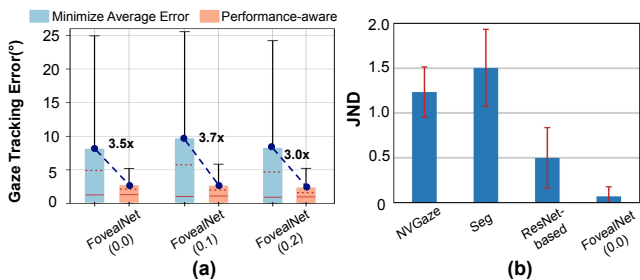 Minimize Average Error
Performance-aware
Gaze Tracking Error(°)
25
20
15
10
5
0
3.5x
3.7x
3.0x
FovealNet
(0.0)
FovealNet
(0.1)
FovealNet
(0.2)
(a)
JND
2.0
1.5
1.0
0.5
0
NVGaze
Seg
ResNet-
based
FovealNet
(0.0)
(b)